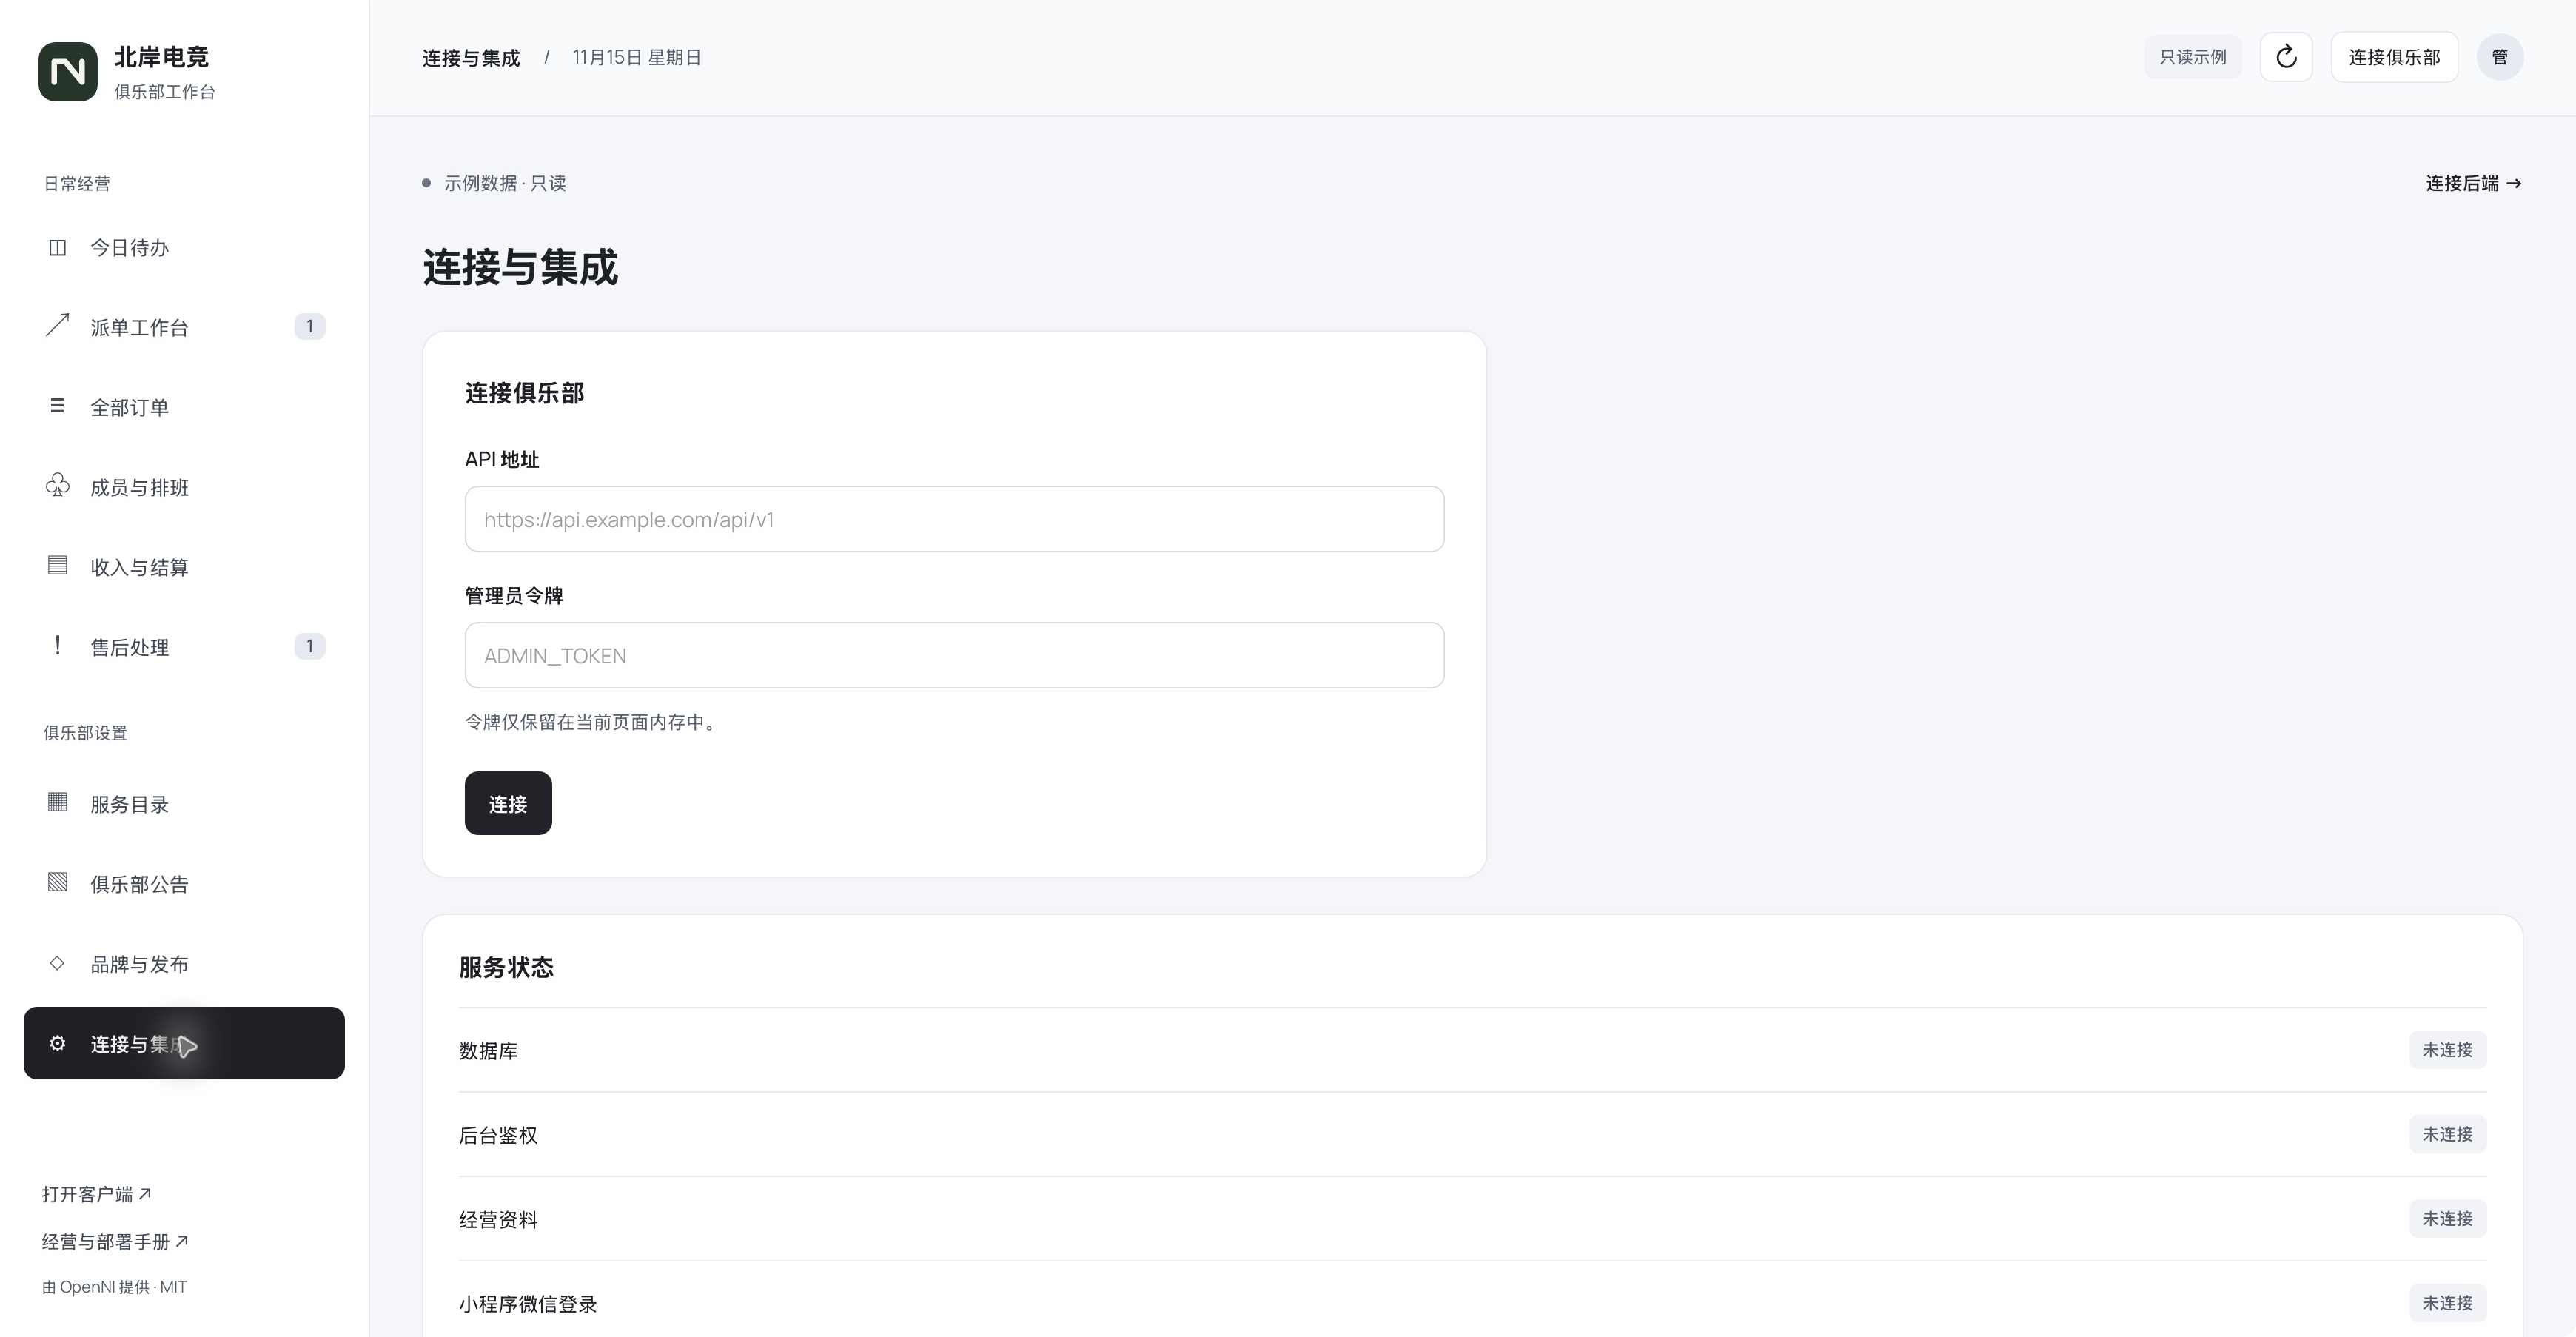 北岸电竞
俱乐部工作台
日常经营
今日待办
派单工作台 1
全部订单
成员与排班
收入与结算
售后处理 1
俱乐部设置
服务目录
俱乐部公告
品牌与发布
连接与集成
打开客户端 ↗
经营与部署手册 ↗
由 OpenNI 提供 · MIT
连接与集成 / 11月15日 星期日
只读示例
连接俱乐部
管
示例数据 · 只读
连接后端 →
连接与集成
连接俱乐部
API 地址
https://api.example.com/api/v1
管理员令牌
ADMIN_TOKEN
令牌仅保留在当前页面内存中。
连接
服务状态
数据库 未连接
后台鉴权 未连接
经营资料 未连接
小程序微信登录 未连接